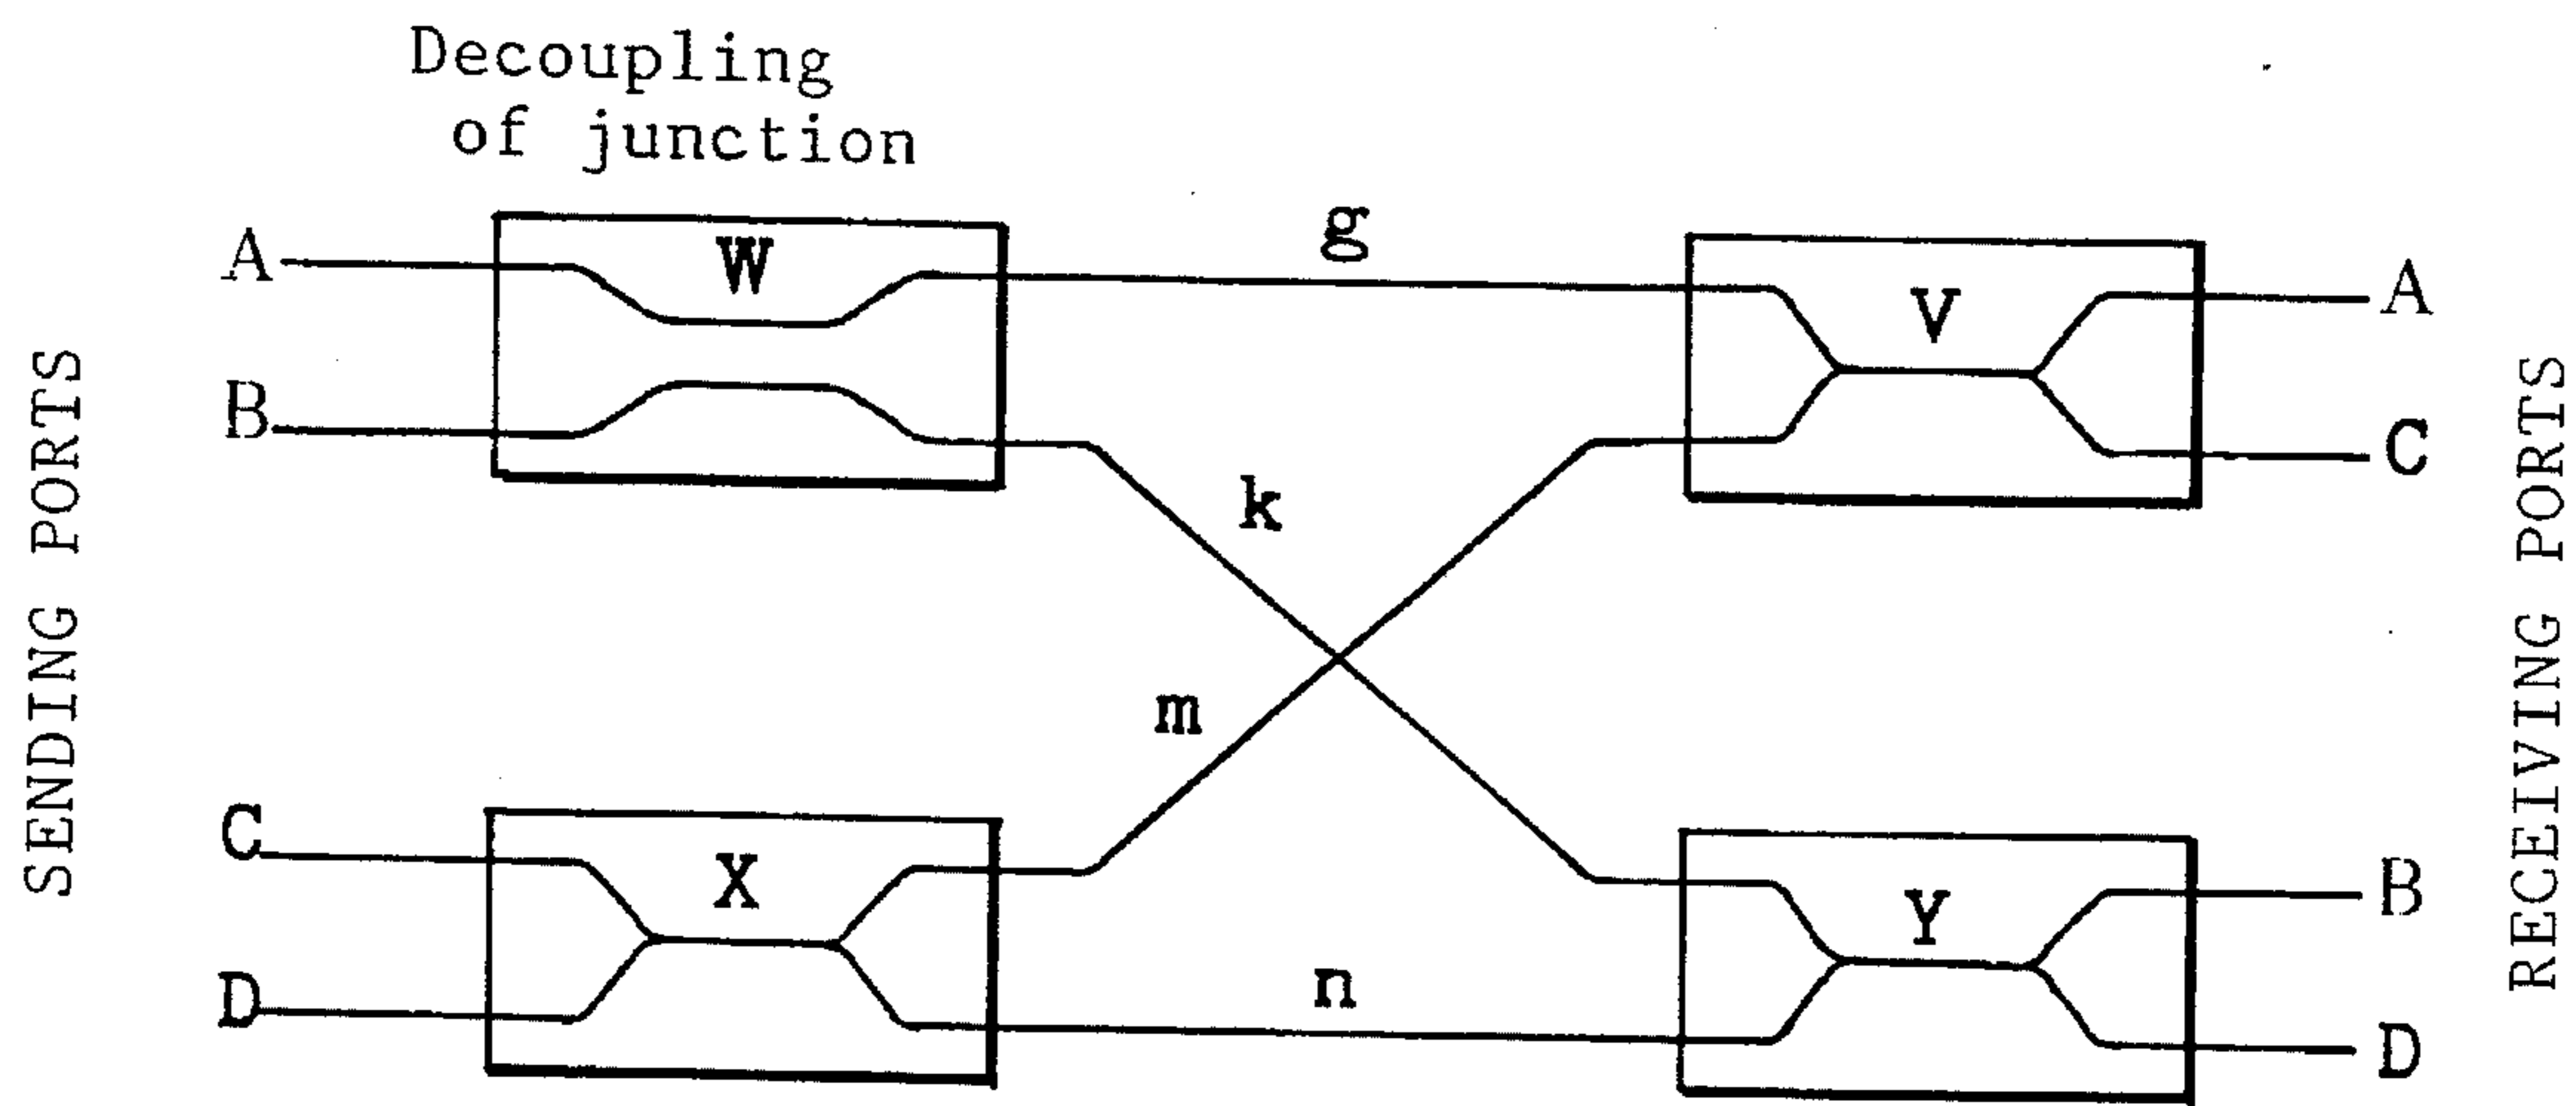 Decoupling
of junction
SENDING PORTS
A
B
C
D
W
X
g
k
m
n
V
Y
A
C
B
D
RECEIVING PORTS